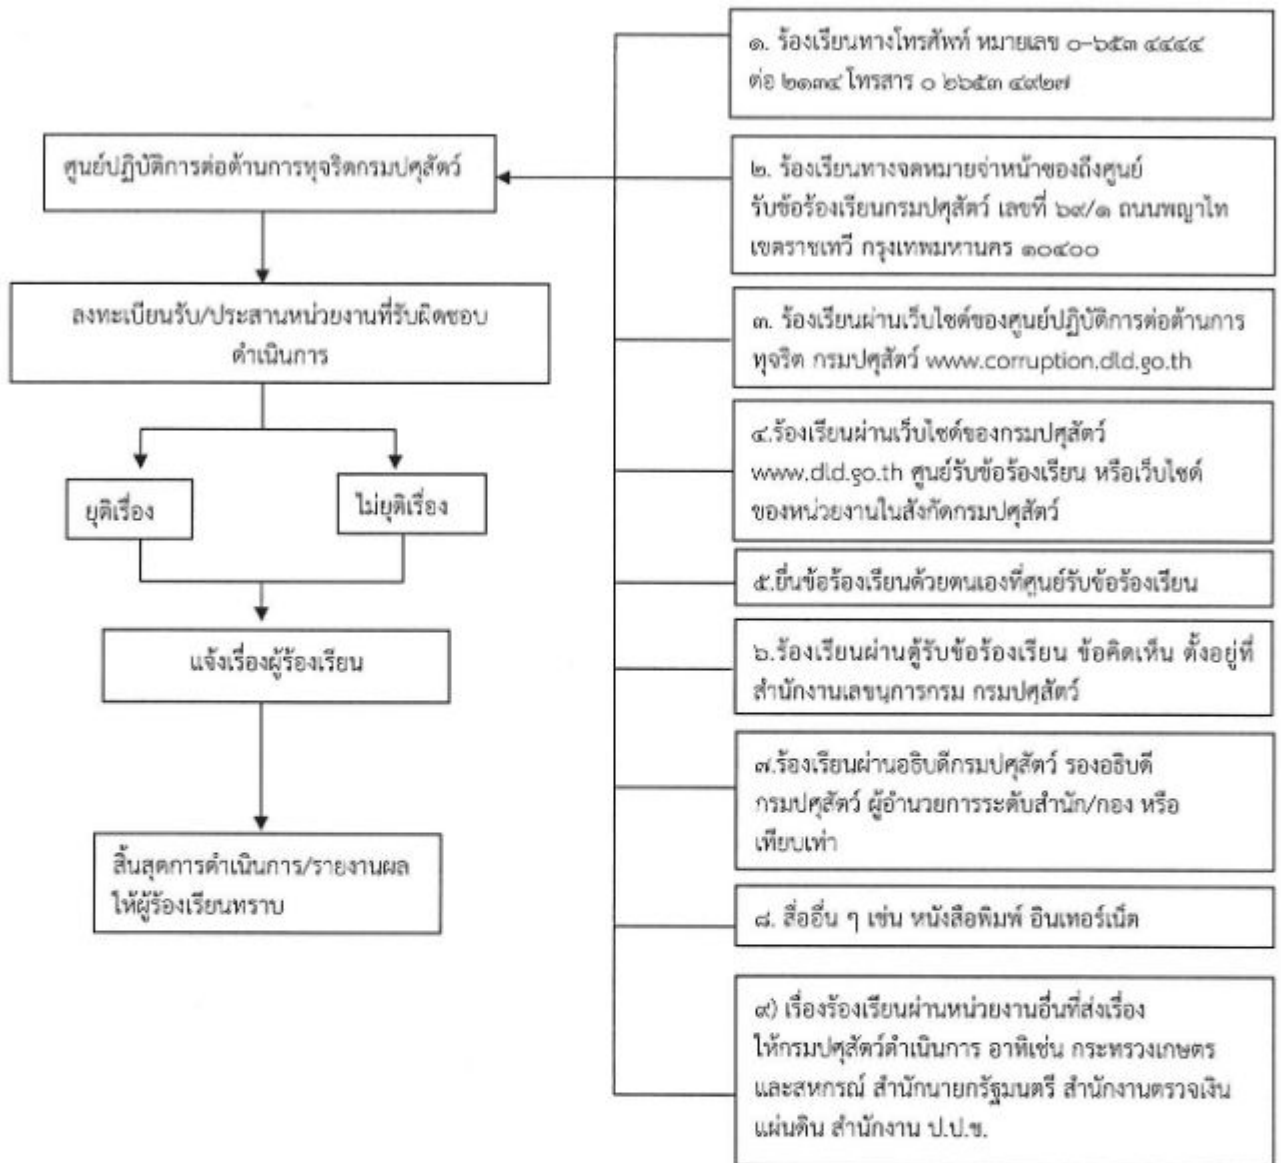 ศูนย์ปฏิบัติการต่อต้านการทุจริตกรมปศุสัตว์
ลงทะเบียนรับ/ประสานหน่วยงานที่รับผิดชอบ
ดำเนินการ
ยุติเรื่อง
ไม่ยุติเรื่อง
แจ้งเรื่องผู้ร้องเรียน
สิ้นสุดการดำเนินการ/รายงานผล
ให้ผู้ร้องเรียนทราบ
๑. ร้องเรียนทางโทรศัพท์ หมายเลข ๐-๖๕๓ ๔๔๔๔
ต่อ ๒๑๓๔ โทรสาร ๐ ๒๖๕๓ ๔๙๒๗
๒. ร้องเรียนทางจดหมายจ่าหน้าซองถึงศูนย์
รับข้อร้องเรียนกรมปศุสัตว์ เลขที่ ๖๙/๑ ถนนพญาไท
เขตราชเทวี กรุงเทพมหานคร ๑๐๔๐๐
๓. ร้องเรียนผ่านเว็บไซต์ของศูนย์ปฏิบัติการต่อต้านการ
ทุจริต กรมปศุสัตว์ www.corruption.dld.go.th
๔.ร้องเรียนผ่านเว็บไซต์ของกรมปศุสัตว์
www.dld.go.th ศูนย์รับข้อร้องเรียน หรือเว็บไซต์
ของหน่วยงานในสังกัดกรมปศุสัตว์
๕.ยื่นข้อร้องเรียนด้วยตนเองที่ศูนย์รับข้อร้องเรียน
๖.ร้องเรียนผ่านตู้รับข้อร้องเรียน ข้อคิดเห็น ตั้งอยู่ที่
สำนักงานเลขานุการกรม กรมปศุสัตว์
๗.ร้องเรียนผ่านอธิบดีกรมปศุสัตว์ รองอธิบดี
กรมปศุสัตว์ ผู้อำนวยการระดับสำนัก/กอง หรือ
เทียบเท่า
๘. สื่ออื่น ๆ เช่น หนังสือพิมพ์ อินเทอร์เน็ต
๙) เรื่องร้องเรียนผ่านหน่วยงานอื่นที่ส่งเรื่อง
ให้กรมปศุสัตว์ดำเนินการ อาทิเช่น กระทรวงเกษตร
และสหกรณ์ สำนักนายกรัฐมนตรี สำนักงานตรวจเงิน
แผ่นดิน สำนักงาน ป.ป.ช.